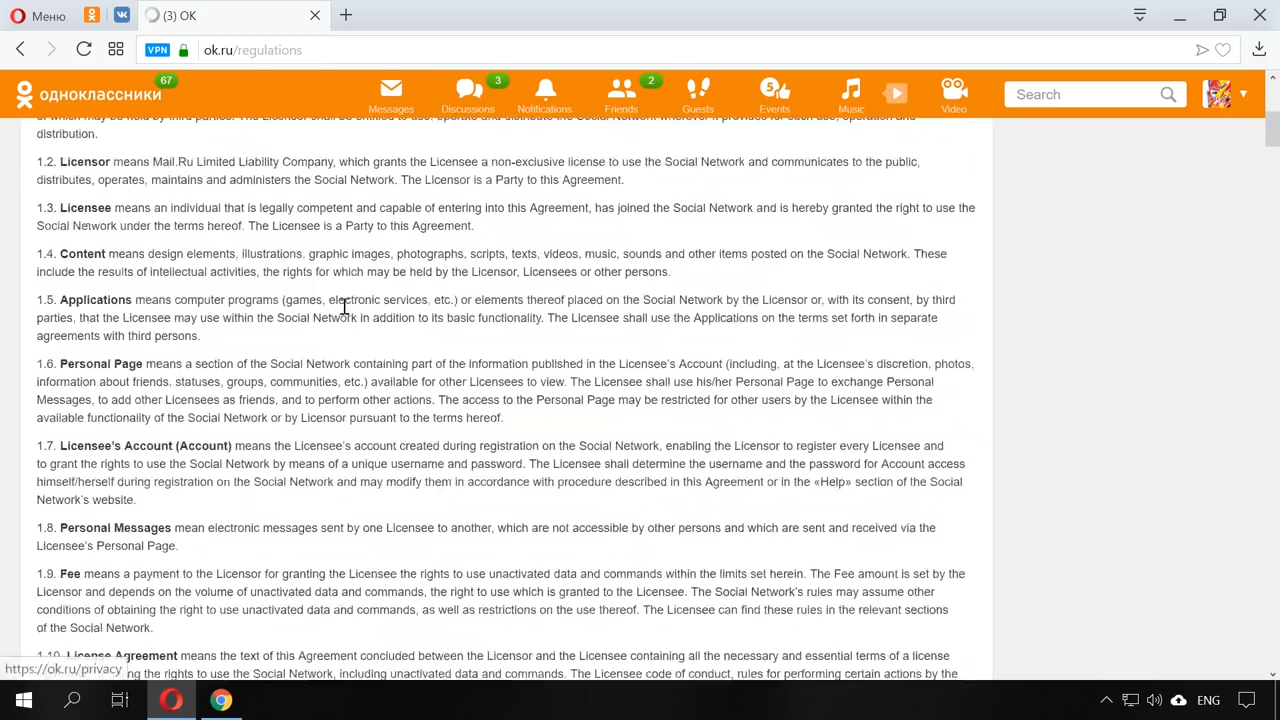 Меню
(3) OK
VPN
ok.ru/regulations
67
одноклассники
Messages
3
Discussions
Notifications
2
Friends
Guests
5
Events
Music
Video
Search
distribution.
1.2. Licensor means Mail.Ru Limited Liability Company, which grants the Licensee a non-exclusive license to use the Social Network and communicates to the public,
distributes, operates, maintains and administers the Social Network. The Licensor is a Party to this Agreement.
1.3. Licensee means an individual that is legally competent and capable of entering into this Agreement, has joined the Social Network and is hereby granted the right to use the
Social Network under the terms hereof. The Licensee is a Party to this Agreement.
1.4. Content means design elements, illustrations, graphic images, photographs, scripts, texts, videos, music, sounds and other items posted on the Social Network. These
include the results of intellectual activities, the rights for which may be held by the Licensor, Licensees or other persons.
1.5. Applications means computer programs (games, electronic services, etc.) or elements thereof placed on the Social Network by the Licensor or, with its consent, by third
parties, that the Licensee may use within the Social Network in addition to its basic functionality. The Licensee shall use the Applications on the terms set forth in separate
agreements with third persons.
1.6. Personal Page means a section of the Social Network containing part of the information published in the Licensee's Account (including, at the Licensee's discretion, photos,
information about friends, statuses, groups, communities, etc.) available for other Licensees to view. The Licensee shall use his/her Personal Page to exchange Personal
Messages, to add other Licensees as friends, and to perform other actions. The access to the Personal Page may be restricted for other users by the Licensee within the
available functionality of the Social Network or by Licensor pursuant to the terms hereof.
1.7. Licensee's Account (Account) means the Licensee's account created during registration on the Social Network, enabling the Licensor to register every Licensee and
to grant the rights to use the Social Network by means of a unique username and password. The Licensee shall determine the username and the password for Account access
himself/herself during registration on the Social Network and may modify them in accordance with procedure described in this Agreement or in the «Help» section of the Social
Network's website.
1.8. Personal Messages mean electronic messages sent by one Licensee to another, which are not accessible by other persons and which are sent and received via the
Licensee's Personal Page.
1.9. Fee means a payment to the Licensor for granting the Licensee the rights to use unactivated data and commands within the limits set herein. The Fee amount is set by the
Licensor and depends on the volume of unactivated data and commands, the right to use which is granted to the Licensee. The Social Network's rules may assume other
conditions of obtaining the right to use unactivated data and commands, as well as restrictions on the use thereof. The Licensee can find these rules in the relevant sections
of the Social Network.
1.10. License Agreement means the text of this Agreement concluded between the Licensor and the Licensee containing all the necessary and essential terms of a license
https://ok.ru/privacy
ng the rights to use the Social Network, including unactivated data and commands. The Licensee code of conduct, rules for performing certain actions by the
ENG